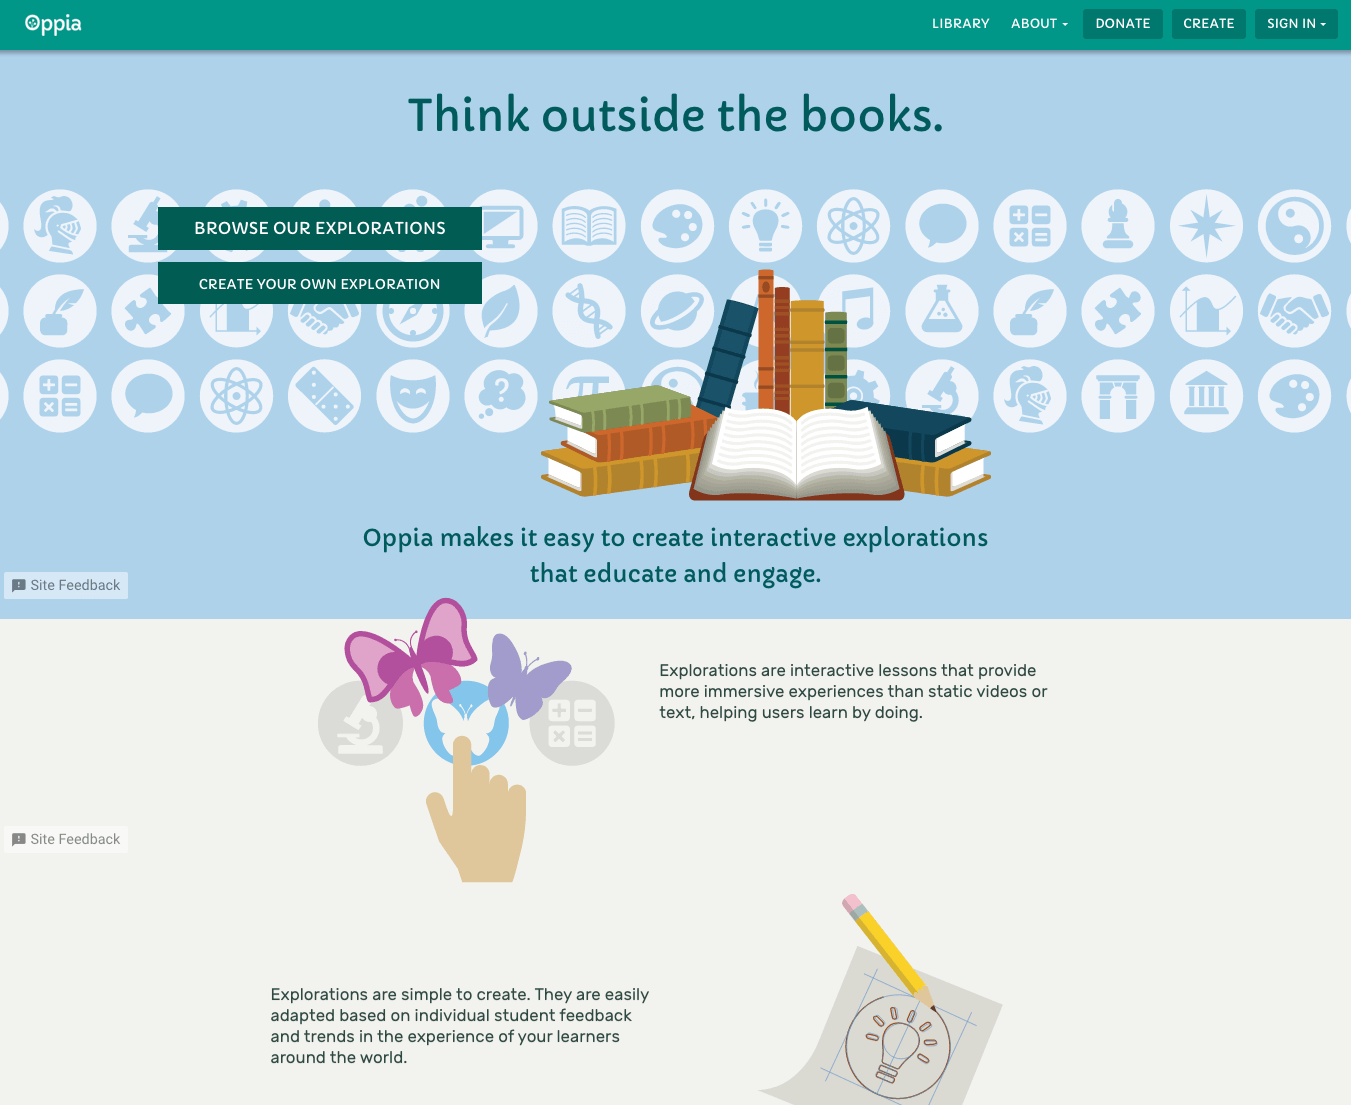 Oppia
LIBRARY ABOUT DONATE CREATE SIGN IN
Think outside the books.
BROWSE OUR EXPLORATIONS
CREATE YOUR OWN EXPLORATION
Oppia makes it easy to create interactive explorations
that educate and engage.
Site Feedback
Explorations are interactive lessons that provide
more immersive experiences than static videos or
text, helping users learn by doing.
Site Feedback
Explorations are simple to create. They are easily
adapted based on individual student feedback
and trends in the experience of your learners
around the world.